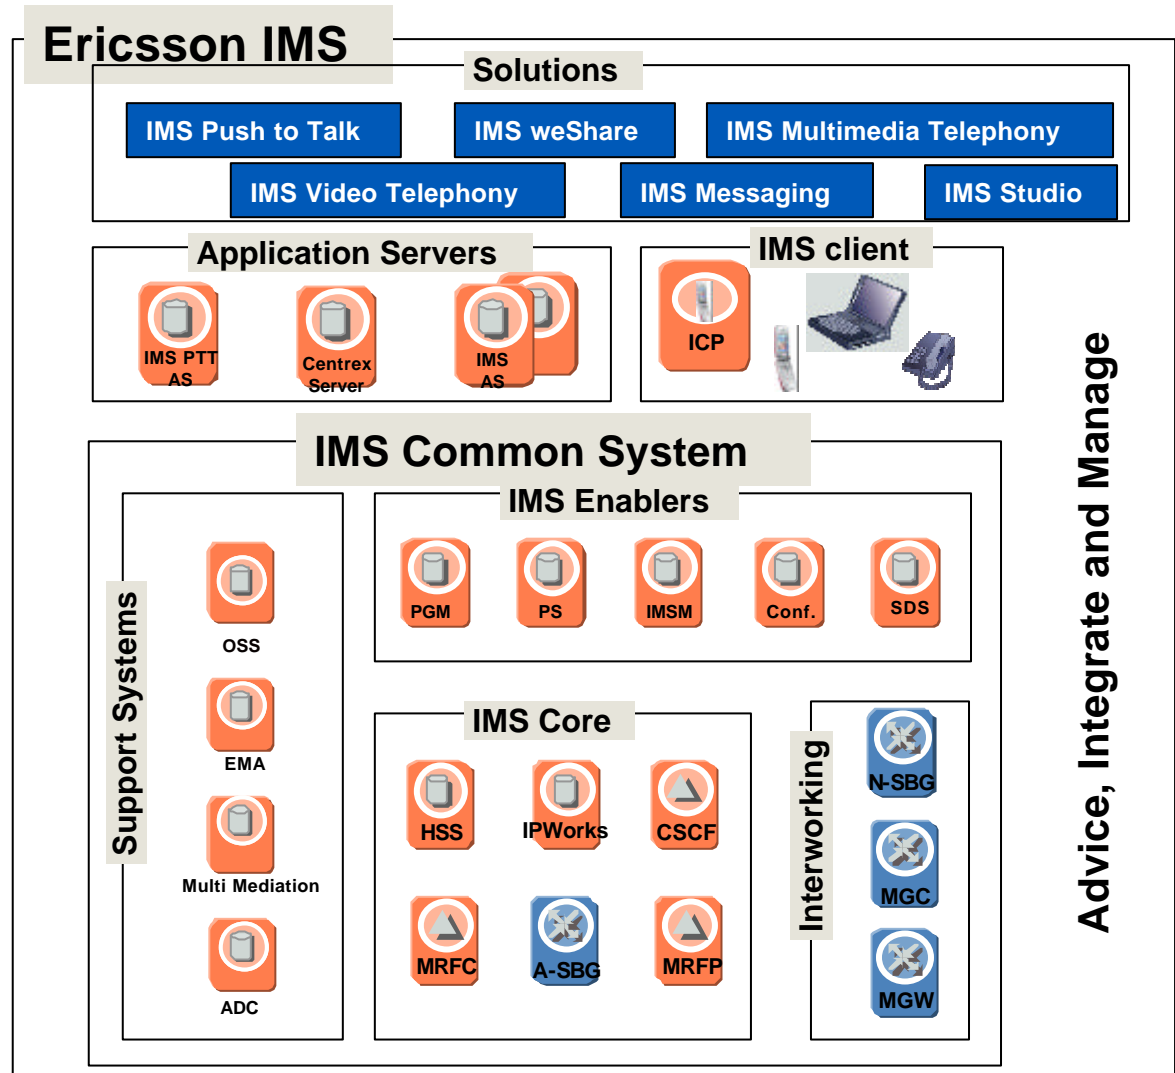 Ericsson IMS
Solutions
IMS Push to Talk
IMS weShare
IMS Multimedia Telephony
IMS Video Telephony
IMS Messaging
IMS Studio
Application Servers
IMS PTT
AS
Centrex
Server
IMS
AS
IMS client
ICP
Advice, Integrate and Manage
IMS Common System
Support Systems
OSS
EMA
Multi Mediation
ADC
IMS Enablers
PGM
PS
IMSM
Conf.
SDS
IMS Core
HSS
IPWorks
CSCF
MRFC
A-SBG
MRFP
Interworking
N-SBG
MGC
MGW